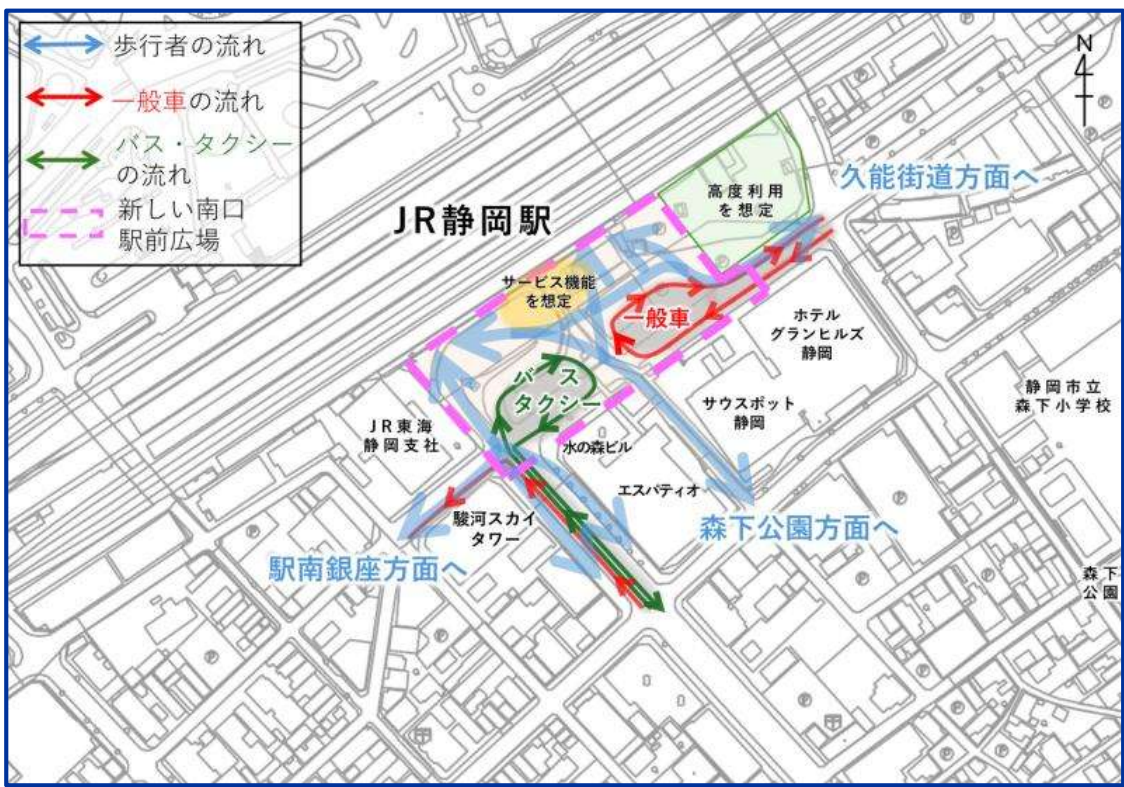 歩行者の流れ
一般車の流れ
バス・タクシー
の流れ
新しい南口
駅前広場
N
JR静岡駅
高度利用
を想定
久能街道方面へ
サービス機能
を想定
一般車
ホテル
グランヒルズ
静岡
バス
タクシー
サウスポット
静岡
静岡市立
森下小学校
JR東海
静岡支社
水の森ビル
エスパティオ
駿河スカイ
タワー
森下公園方面へ
駅南銀座方面へ
森下
公園